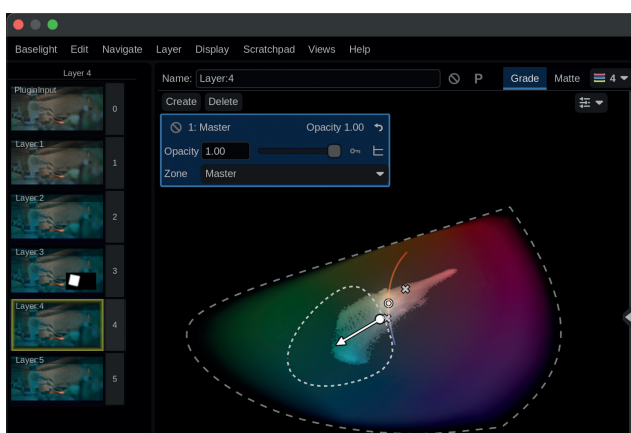 Baselight Edit Navigate Layer Display Scratchpad Views Help
Layer 4
PluginInput
0
Layer:1
1
Layer:2
2
Layer:3
3
Layer:4
4
Layer:5
5
Name: Layer:4
P
Grade Matte 4
Create Delete
1: Master Opacity 1.00
Opacity 1.00
Zone Master